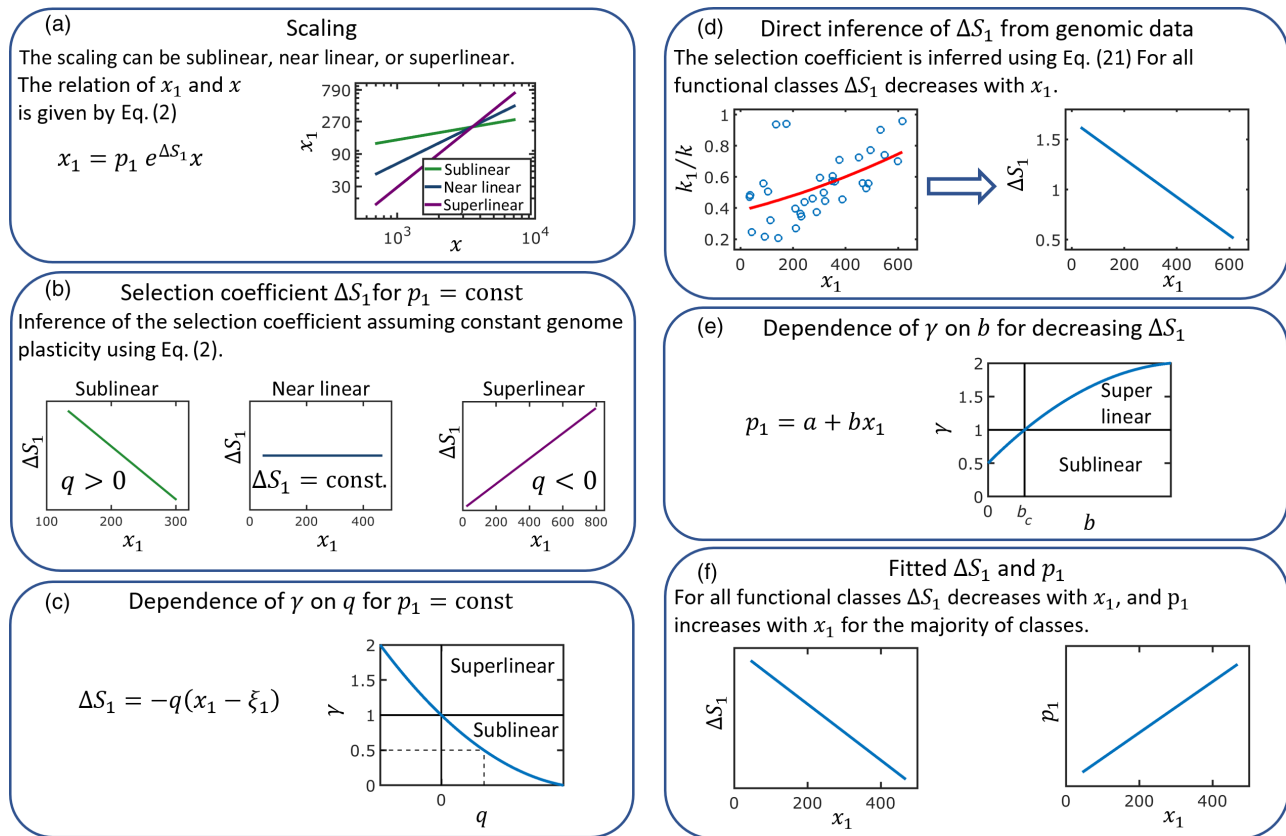 (a)
Scaling
The scaling can be sublinear, near linear, or superlinear.
The relation of x₁ and x
is given by Eq. (2)
x₁ = p₁ e^{ΔS₁}x
790
270
90
30
x₁
Sublinear
Near linear
Superlinear
10³
10⁴
x
(b)
Selection coefficient ΔS₁for p₁ = const
Inference of the selection coefficient assuming constant genome
plasticity using Eq. (2).
Sublinear
ΔS₁
q > 0
100
200
300
x₁
Near linear
ΔS₁
ΔS₁ = const.
0
200
400
x₁
Superlinear
ΔS₁
q < 0
0
200
400
600
800
x₁
(c)
Dependence of γ on q for p₁ = const
ΔS₁ = −q(x₁ − ξ₁)
γ
2
1
0.5
0
Superlinear
Sublinear
0
q
(d)
Direct inference of ΔS₁ from genomic data
The selection coefficient is inferred using Eq. (21) For all
functional classes ΔS₁ decreases with x₁.
k₁/k
1
0.8
0.6
0.4
0.2
0
200
400
600
x₁
ΔS₁
1.5
1
0.5
0
200
400
600
x₁
(e)
Dependence of γ on b for decreasing ΔS₁
p₁ = a + bx₁
γ
2
1.5
1
0.5
0
Super
linear
Sublinear
0
b_c
b
(f)
Fitted ΔS₁ and p₁
For all functional classes ΔS₁ decreases with x₁, and p₁
increases with x₁ for the majority of classes.
ΔS₁
0
200
400
x₁
p₁
0
200
400
x₁